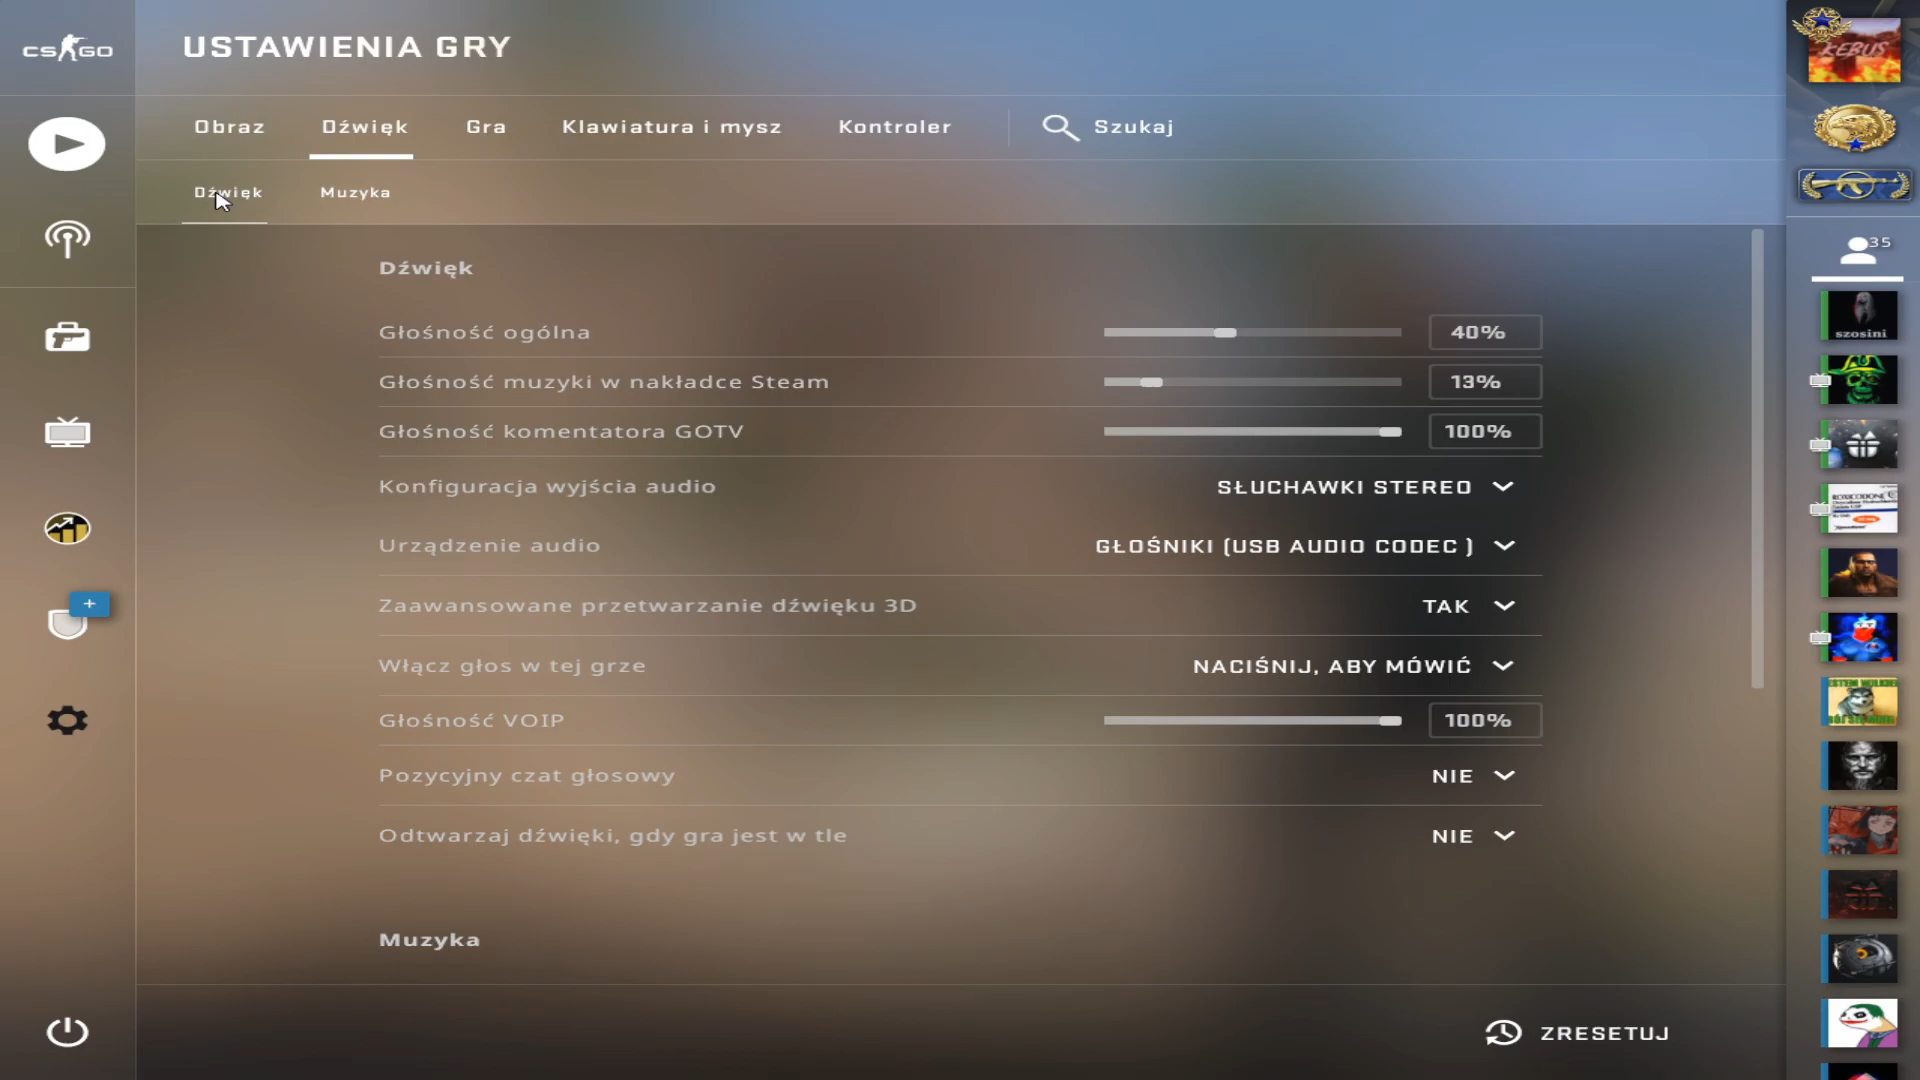 CS GO
USTAWIENIA GRY
Obraz Dźwięk Gra Klawiatura i mysz Kontroler Szukaj
Dźwięk Muzyka
Dźwięk
Głośność ogólna 40%
Głośność muzyki w nakładce Steam 13%
Głośność komentatora GOTV 100%
Konfiguracja wyjścia audio SŁUCHAWKI STEREO
Urządzenie audio GŁOŚNIKI (USB AUDIO CODEC )
Zaawansowane przetwarzanie dźwięku 3D TAK
Włącz głos w tej grze NACIŚNIJ, ABY MÓWIĆ
Głośność VOIP 100%
Pozycyjny czat głosowy NIE
Odtwarzaj dźwięki, gdy gra jest w tle NIE
Muzyka
ZRESETUJ
KEBUS
35
szosini
ROXICODONE